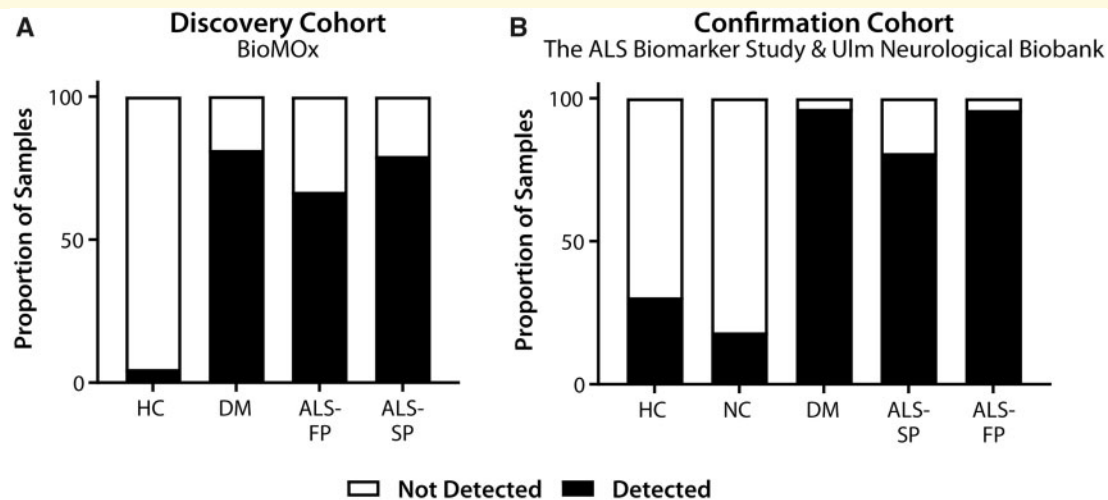 A
Discovery Cohort
BioMOx
Proportion of Samples
100
50
0
HC
DM
ALS-
FP
ALS-
SP
B
Confirmation Cohort
The ALS Biomarker Study & Ulm Neurological Biobank
Proportion of Samples
100
50
0
HC
NC
DM
ALS-
SP
ALS-
FP
Not Detected
Detected